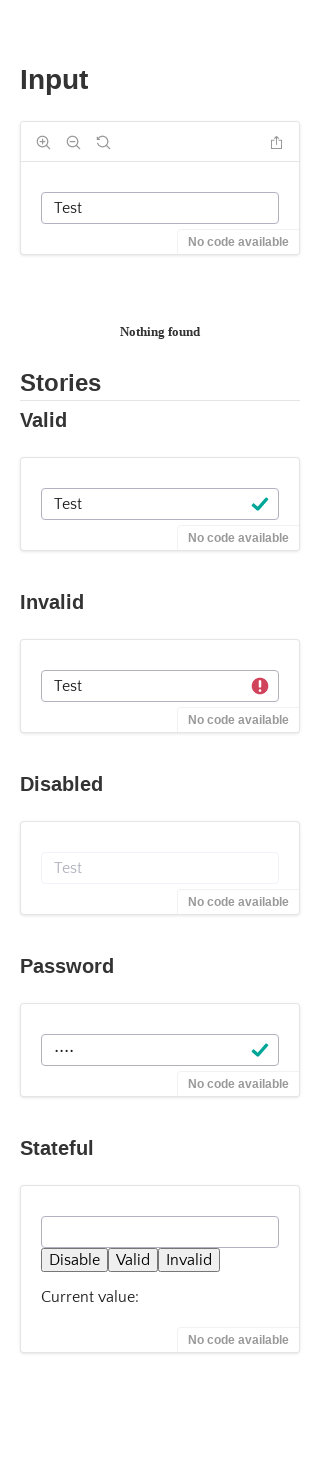 Input
Test
No code available
Nothing found
Stories
Valid
Test
No code available
Invalid
Test
No code available
Disabled
Test
No code available
Password
••••
No code available
Stateful
Disable Valid Invalid
Current value:
No code available